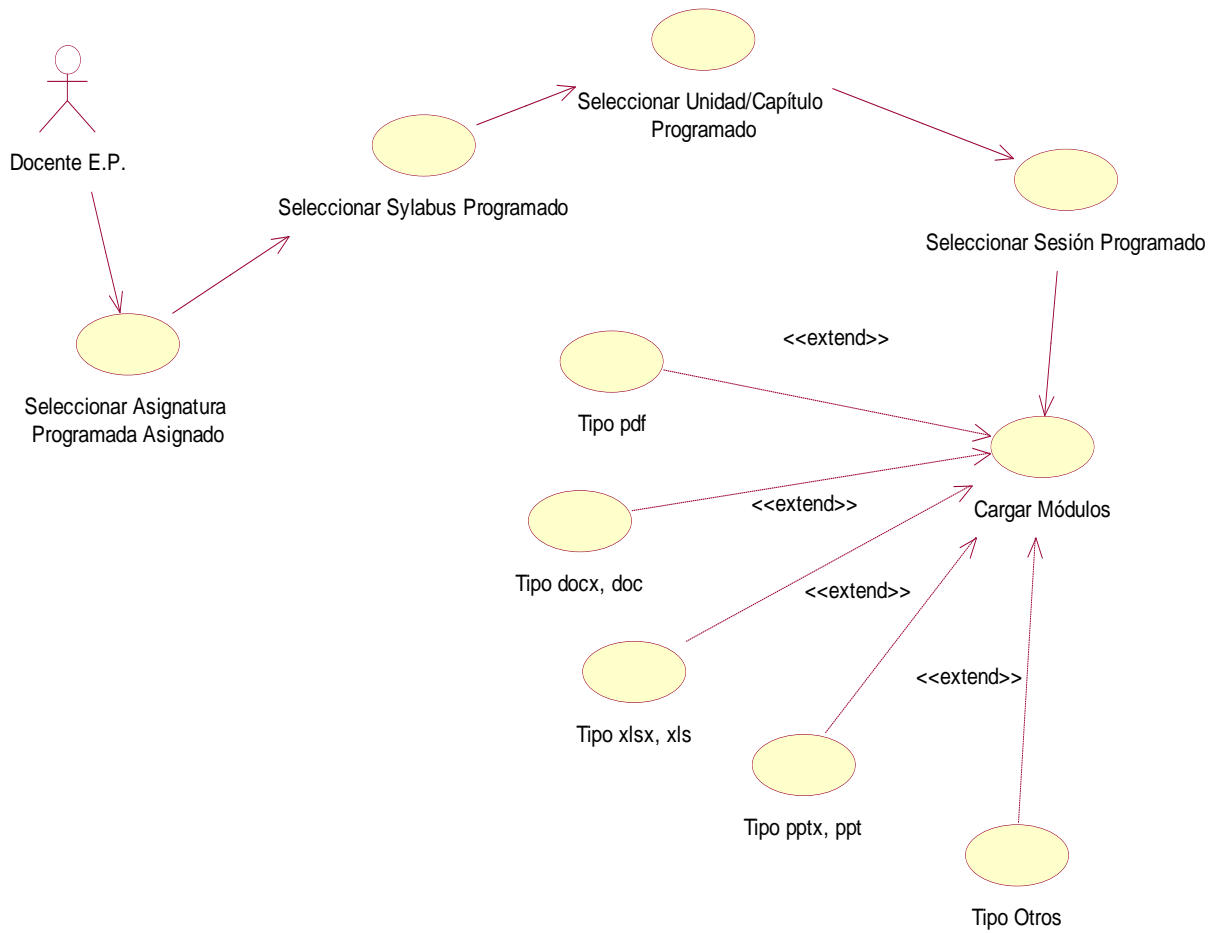 Docente E.P.
Seleccionar Asignatura
Programada Asignado
Seleccionar Sylabus Programado
Seleccionar Unidad/Capítulo
Programado
Seleccionar Sesión Programado
<<extend>>
Tipo pdf
<<extend>>
Cargar Módulos
Tipo docx, doc
<<extend>>
Tipo xlsx, xls
<<extend>>
Tipo pptx, ppt
Tipo Otros